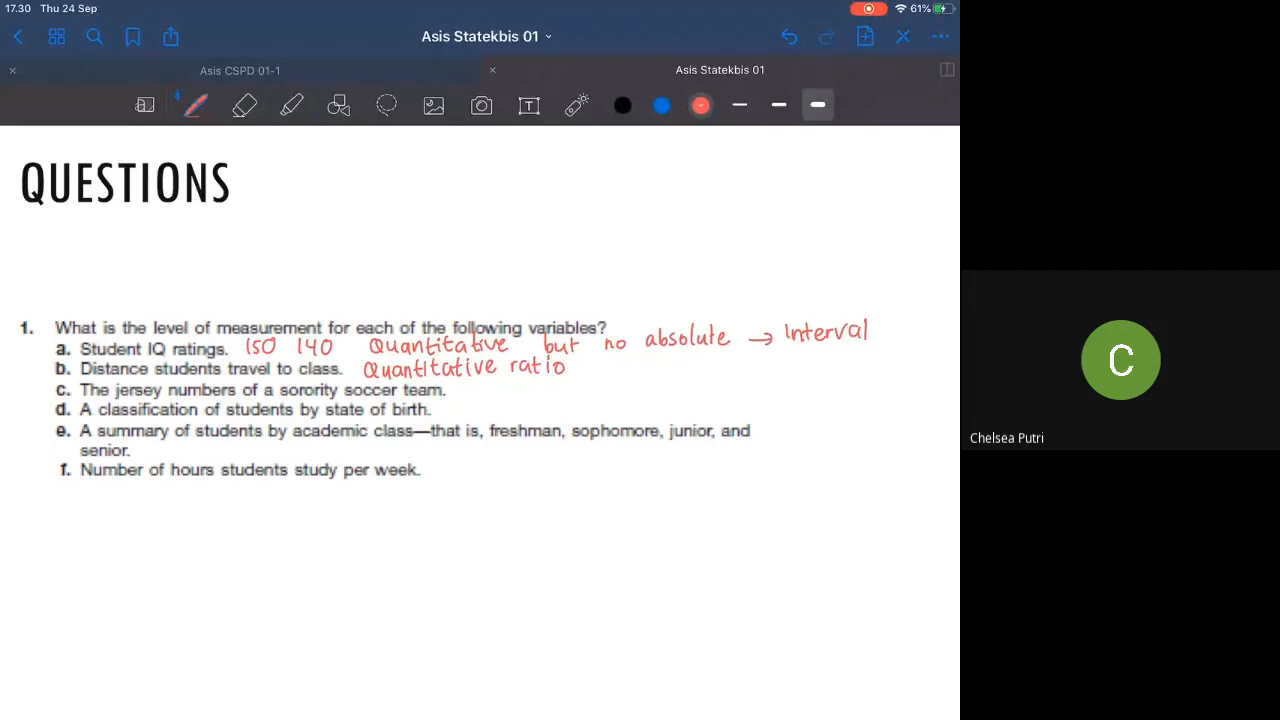 17.30 Thu 24 Sep 61%
Asis Statekbis 01
Asis CSPD 01-1 Asis Statekbis 01
T
QUESTIONS
1. What is the level of measurement for each of the following variables?
a. Student IQ ratings. 150 140 Quantitative but no absolute → interval
b. Distance students travel to class. Quantitative ratio
c. The jersey numbers of a sorority soccer team.
d. A classification of students by state of birth.
e. A summary of students by academic class—that is, freshman, sophomore, junior, and
senior.
f. Number of hours students study per week.
C
Chelsea Putri